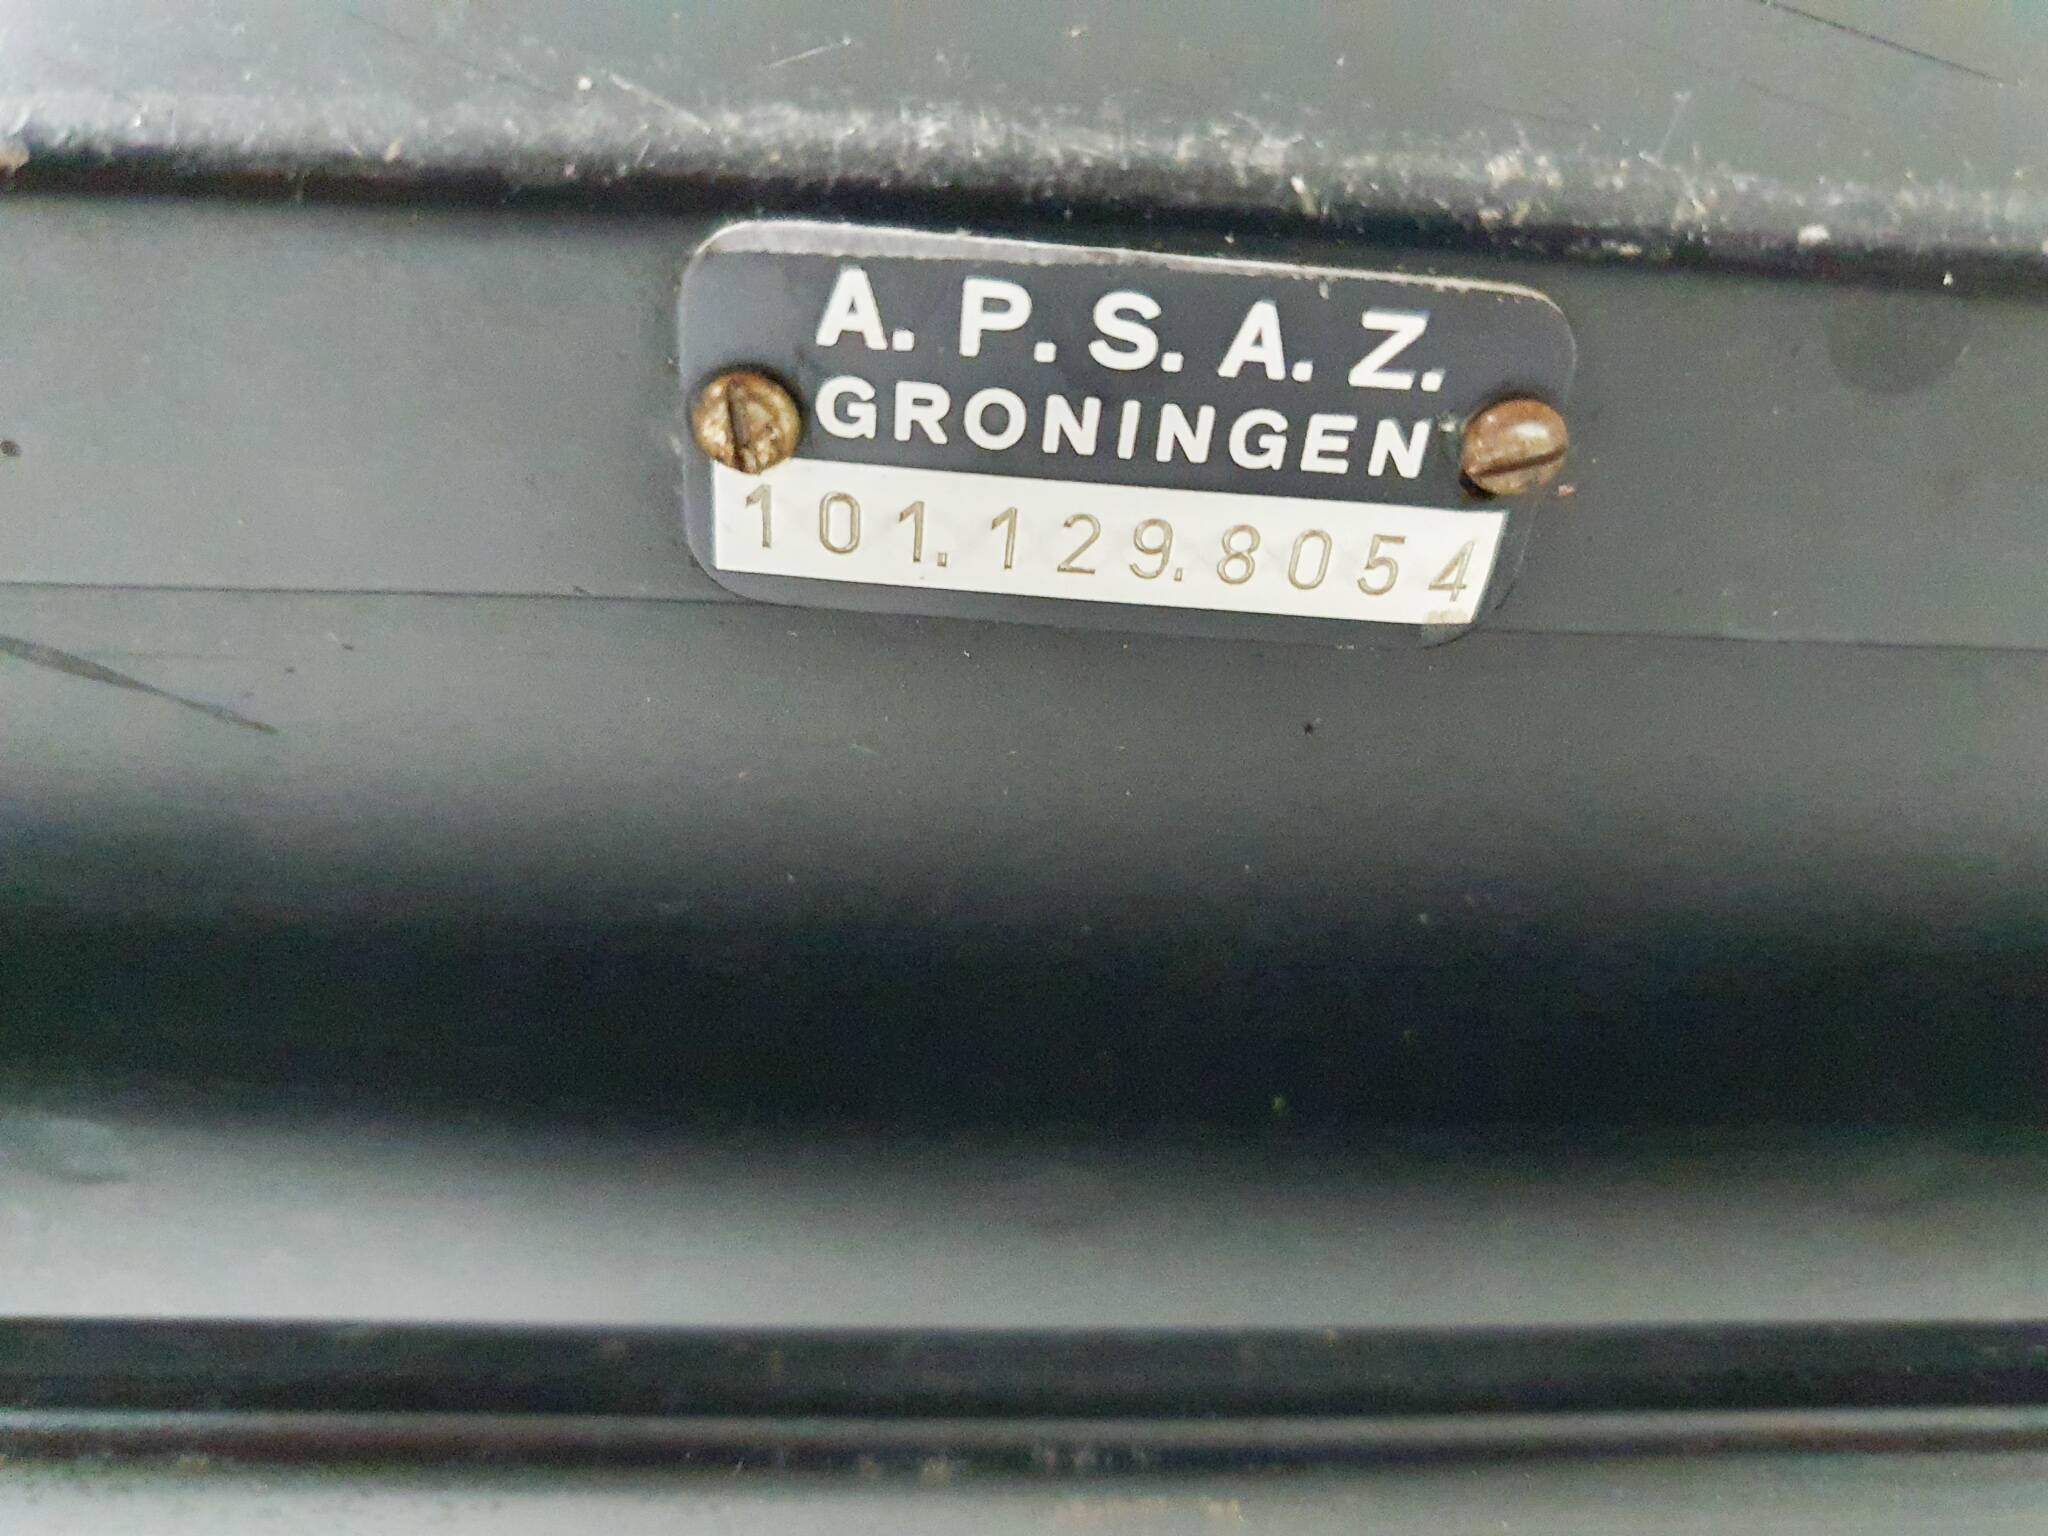 A. P. S. A. Z.
GRONINGEN
101.129.8054